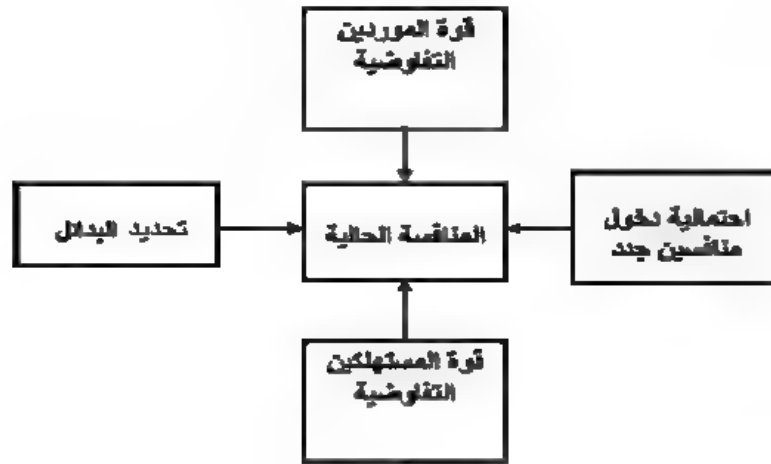 قوة الموردين
التفاوضية
احتمالية دخول
منافسين جدد
المنافسة الحالية
تحديد البدائل
قوة المستهلكين
التفاوضية